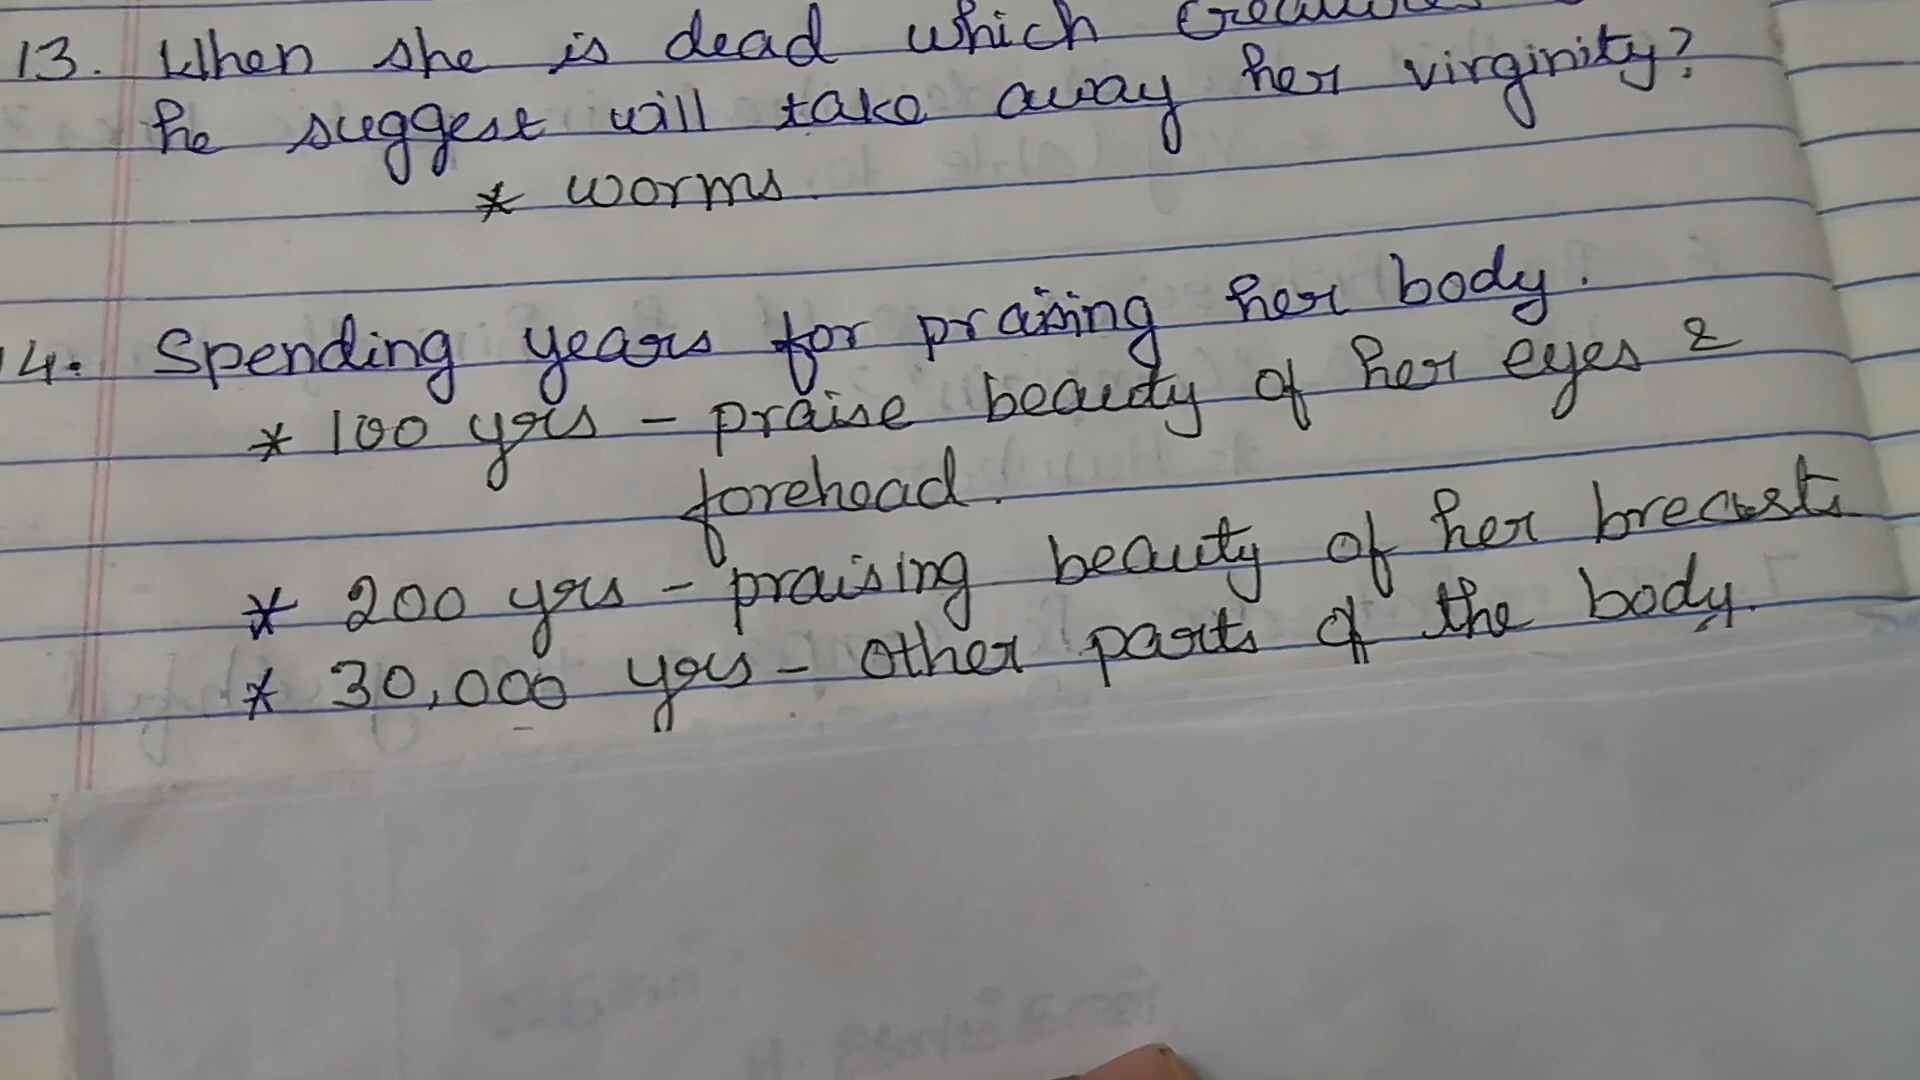 13. When she is dead which creature
he suggest will take away her virginity?
* worms.
14. Spending years for praising her body.
* 100 yrs - praise beauty of her eyes &
forehead.
* 200 yrs - praising beauty of her breasts
* 30,000 yrs - other parts of the body.